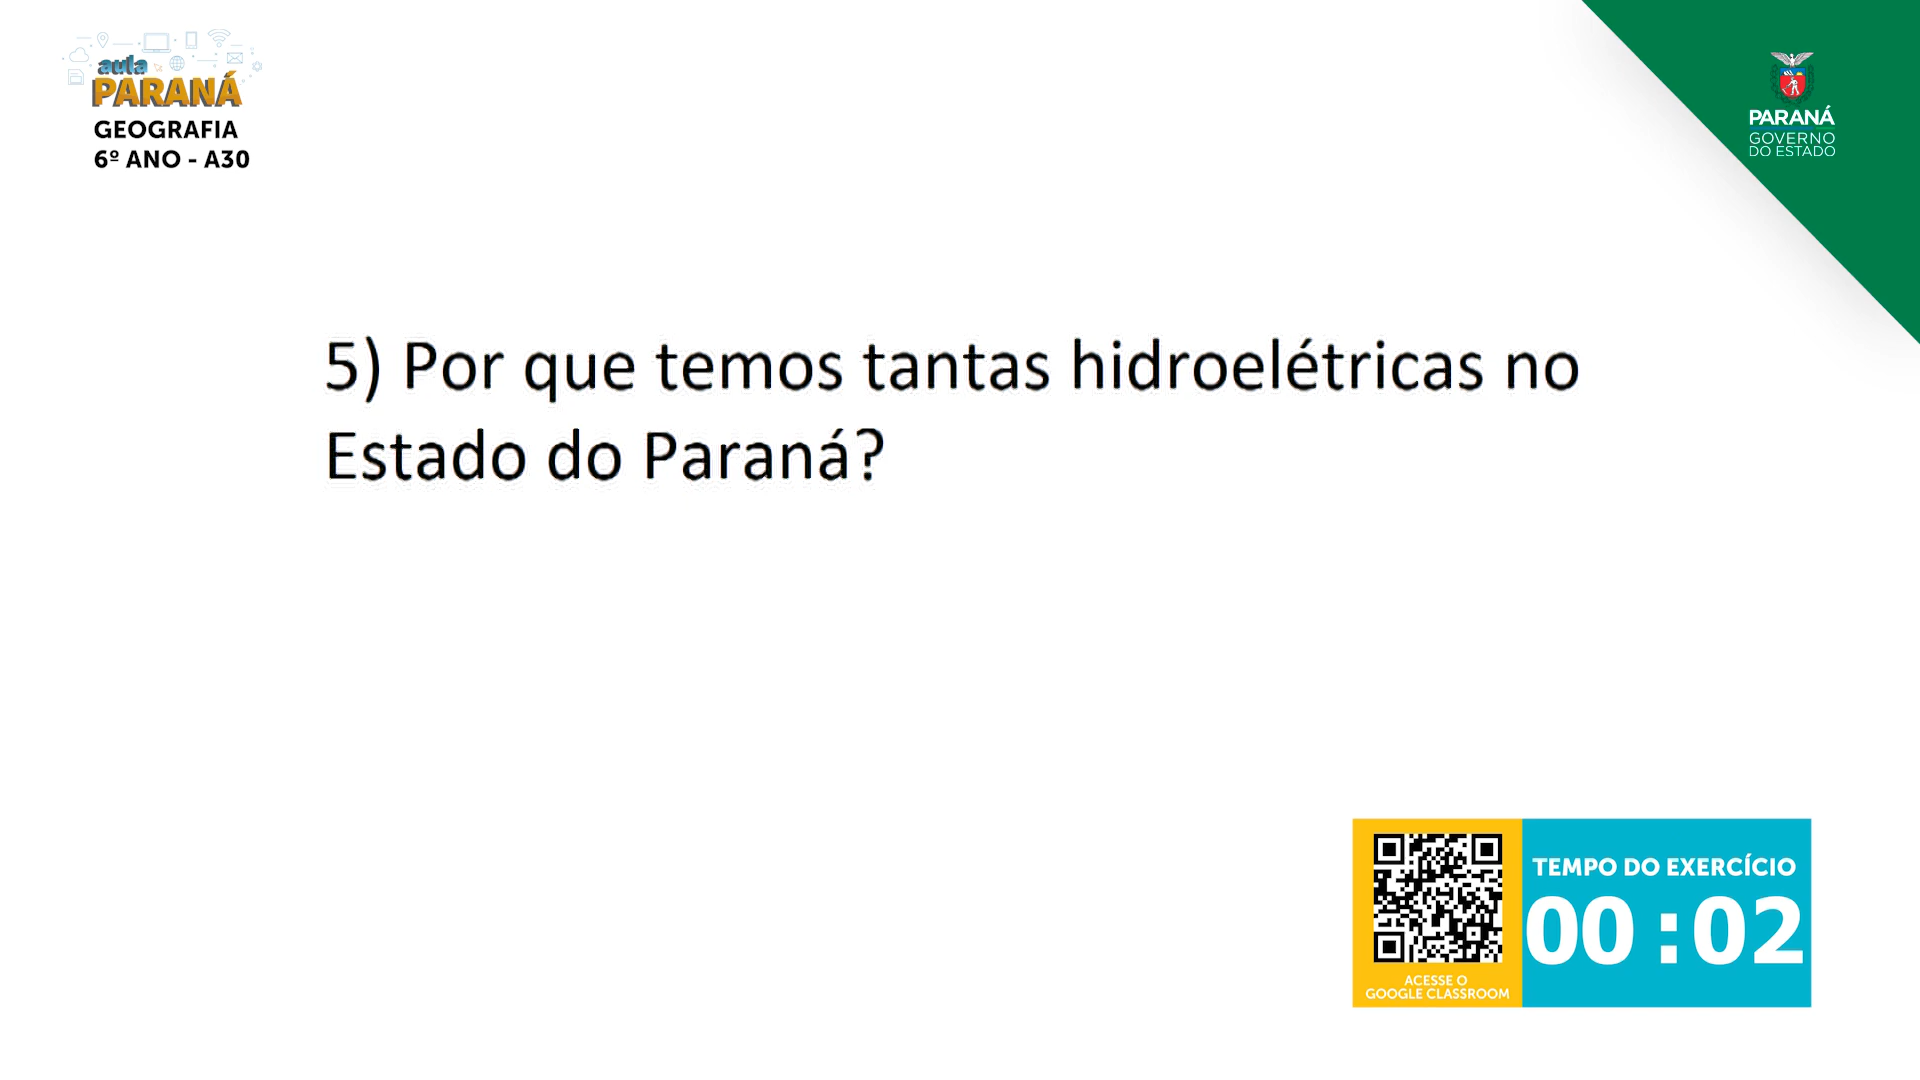 aula
PARANÁ
GEOGRAFIA
6º ANO - A30
PARANÁ
GOVERNO
DO ESTADO
5) Por que temos tantas hidroelétricas no
Estado do Paraná?
TEMPO DO EXERCÍCIO
00 :02
ACESSE O
GOOGLE CLASSROOM